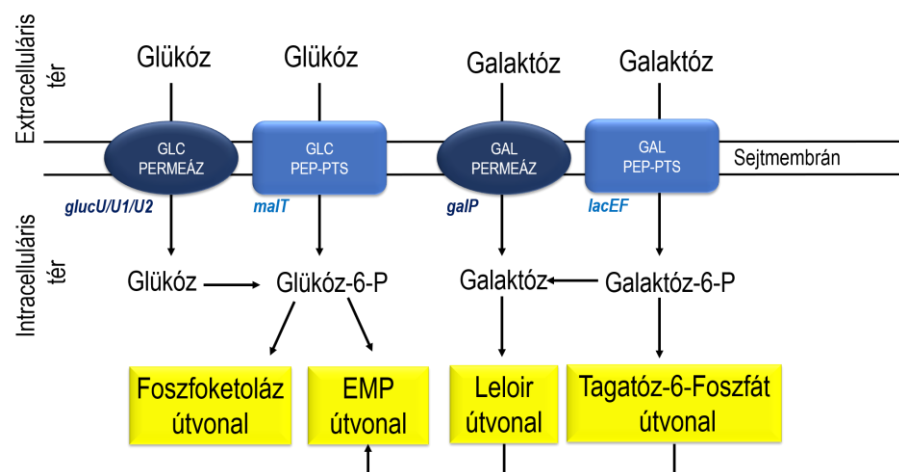 Extracelluláris
tér
Glükóz
Glükóz
Galaktóz
Galaktóz
GLC
PERMEÁZ
GLC
PEP-PTS
GAL
PERMEÁZ
GAL
PEP-PTS
Sejtmembrán
glucU/U1/U2
malT
galP
lacEF
Intracelluláris
tér
Glükóz
Glükóz-6-P
Galaktóz
Galaktóz-6-P
Foszfoketoláz
útvonal
EMP
útvonal
Leloir
útvonal
Tagatóz-6-Foszfát
útvonal